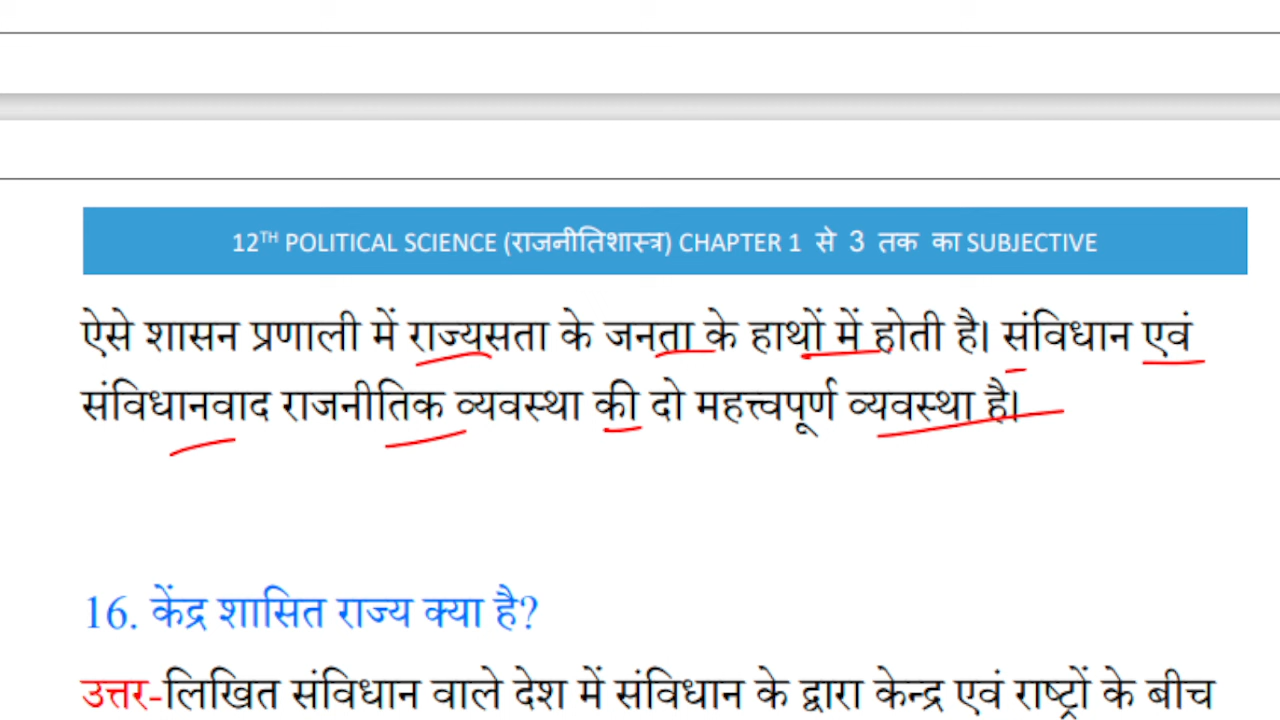 12TH POLITICAL SCIENCE (राजनीतिशास्त्र) CHAPTER 1 से 3 तक का SUBJECTIVE
ऐसे शासन प्रणाली में राज्यसता के जनता के हाथों में होती है। संविधान एवं
संविधानवाद राजनीतिक व्यवस्था की दो महत्त्वपूर्ण व्यवस्था है।
16. केंद्र शासित राज्य क्या है?
उत्तर-लिखित संविधान वाले देश में संविधान के द्वारा केन्द्र एवं राष्ट्रों के बीच